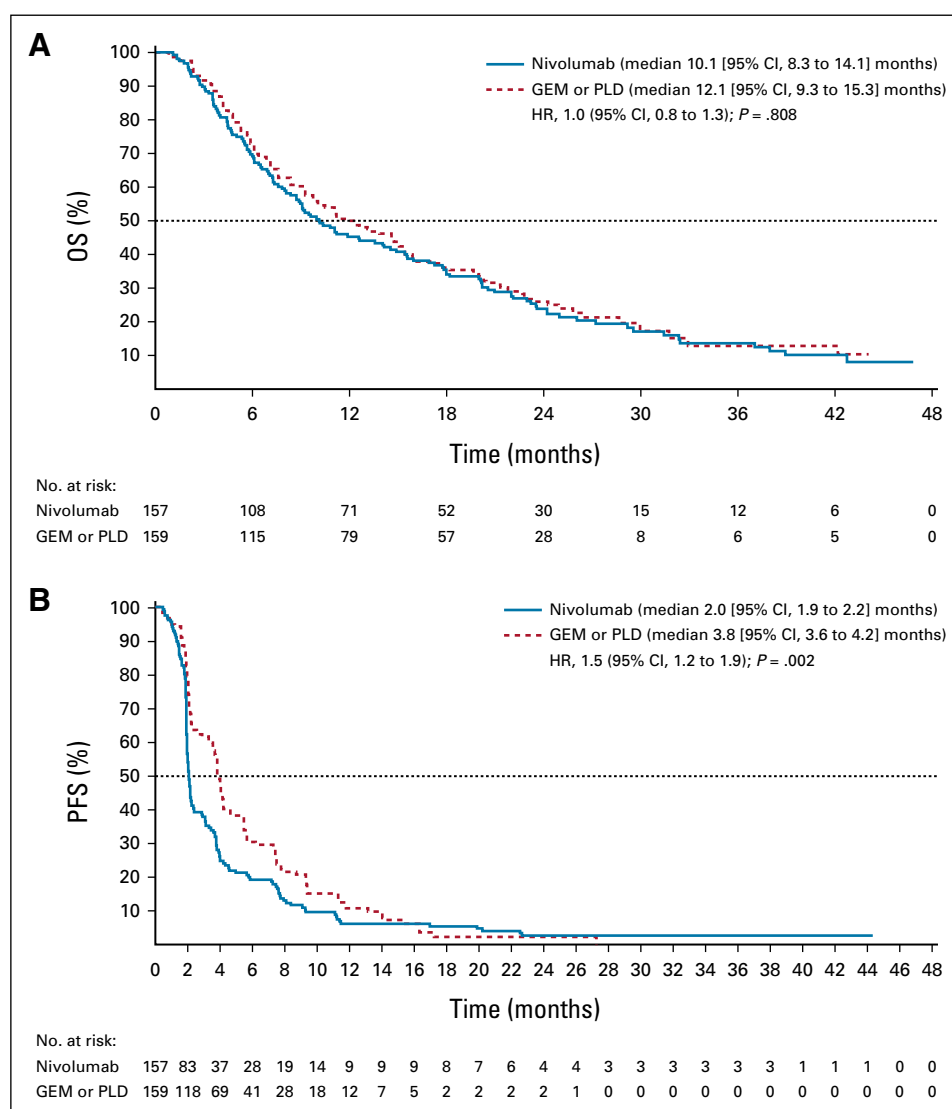 A
100
90
80
70
60
50
40
30
20
10
OS (%)
Nivolumab (median 10.1 [95% CI, 8.3 to 14.1] months)
GEM or PLD (median 12.1 [95% CI, 9.3 to 15.3] months)
HR, 1.0 (95% CI, 0.8 to 1.3); P = .808
0 6 12 18 24 30 36 42 48
Time (months)
No. at risk:
Nivolumab 157 108 71 52 30 15 12 6 0
GEM or PLD 159 115 79 57 28 8 6 5 0
B
100
90
80
70
60
50
40
30
20
10
PFS (%)
Nivolumab (median 2.0 [95% CI, 1.9 to 2.2] months)
GEM or PLD (median 3.8 [95% CI, 3.6 to 4.2] months)
HR, 1.5 (95% CI, 1.2 to 1.9); P = .002
0 2 4 6 8 10 12 14 16 18 20 22 24 26 28 30 32 34 36 38 40 42 44 46 48
Time (months)
No. at risk:
Nivolumab 157 83 37 28 19 14 9 9 9 8 7 6 4 4 3 3 3 3 3 3 1 1 1 0 0
GEM or PLD 159 118 69 41 28 18 12 7 5 2 2 2 2 1 0 0 0 0 0 0 0 0 0 0 0